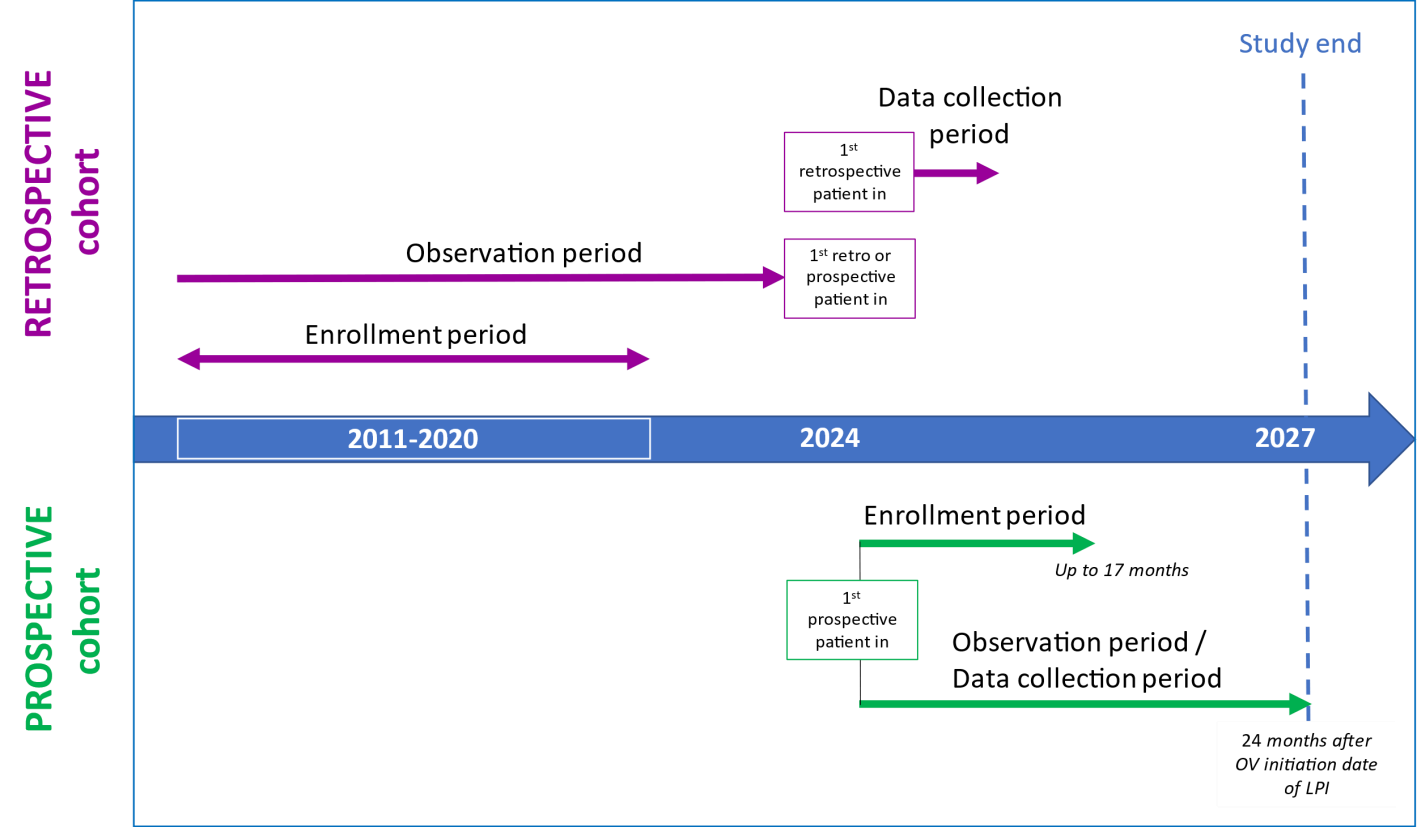 RETROSPECTIVE
cohort
Study end
Data collection
period
1st
retrospective
patient in
Observation period
1st retro or
prospective
patient in
Enrollment period
2011-2020
2024
2027
PROSPECTIVE
cohort
Enrollment period
Up to 17 months
1st
prospective
patient in
Observation period /
Data collection period
24 months after
OV initiation date
of LPI